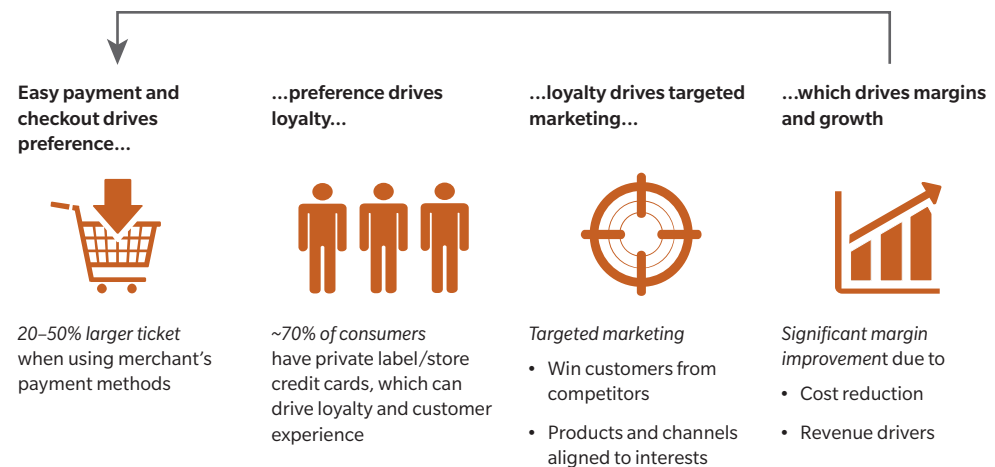 Easy payment and
checkout drives
preference...
20–50% larger ticket
when using merchant's
payment methods
...preference drives
loyalty...
~70% of consumers
have private label/store
credit cards, which can
drive loyalty and customer
experience
...loyalty drives targeted
marketing...
Targeted marketing
• Win customers from
competitors
• Products and channels
aligned to interests
...which drives margins
and growth
Significant margin
improvement due to
• Cost reduction
• Revenue drivers